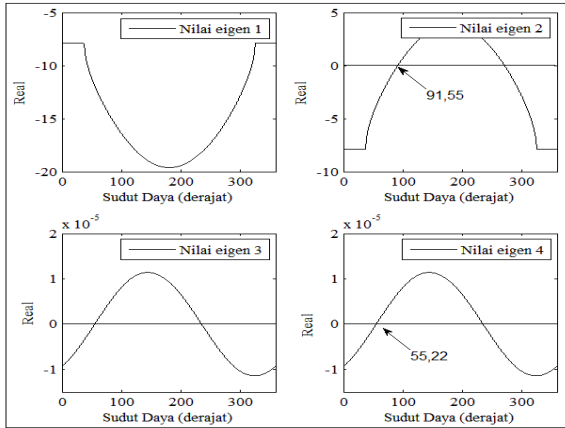 -5
-10
-15
-20
Real
Nilai eigen 1
0 100 200 300
Sudut Daya (derajat)
5
0
-5
-10
Nilai eigen 2
91,55
0 100 200 300
Sudut Daya (derajat)
x 10⁻⁵
2
1
0
-1
Real
Nilai eigen 3
0 100 200 300
Sudut Daya (derajat)
x 10⁻⁵
2
1
0
-1
Real
Nilai eigen 4
55,22
0 100 200 300
Sudut Daya (derajat)